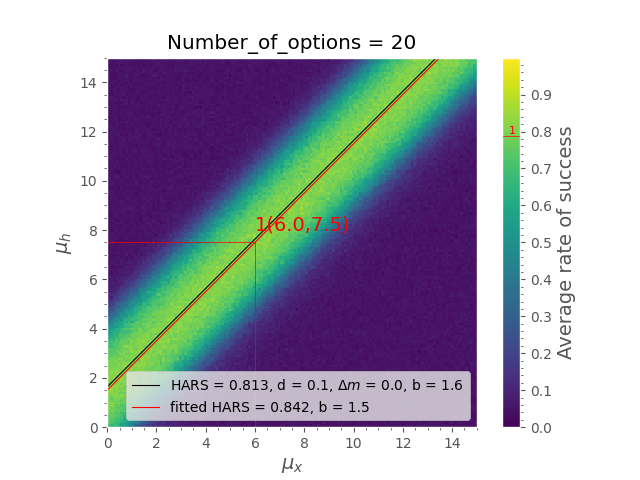 Number_of_options = 20
14
12
10
8
6
4
2
0
μh
1(6.0,7.5)
HARS = 0.813, d = 0.1, Δm = 0.0, b = 1.6
fitted HARS = 0.842, b = 1.5
0 2 4 6 8 10 12 14
μx
1
0.9
0.8
0.7
0.6
0.5
0.4
0.3
0.2
0.1
0.0
Average rate of success